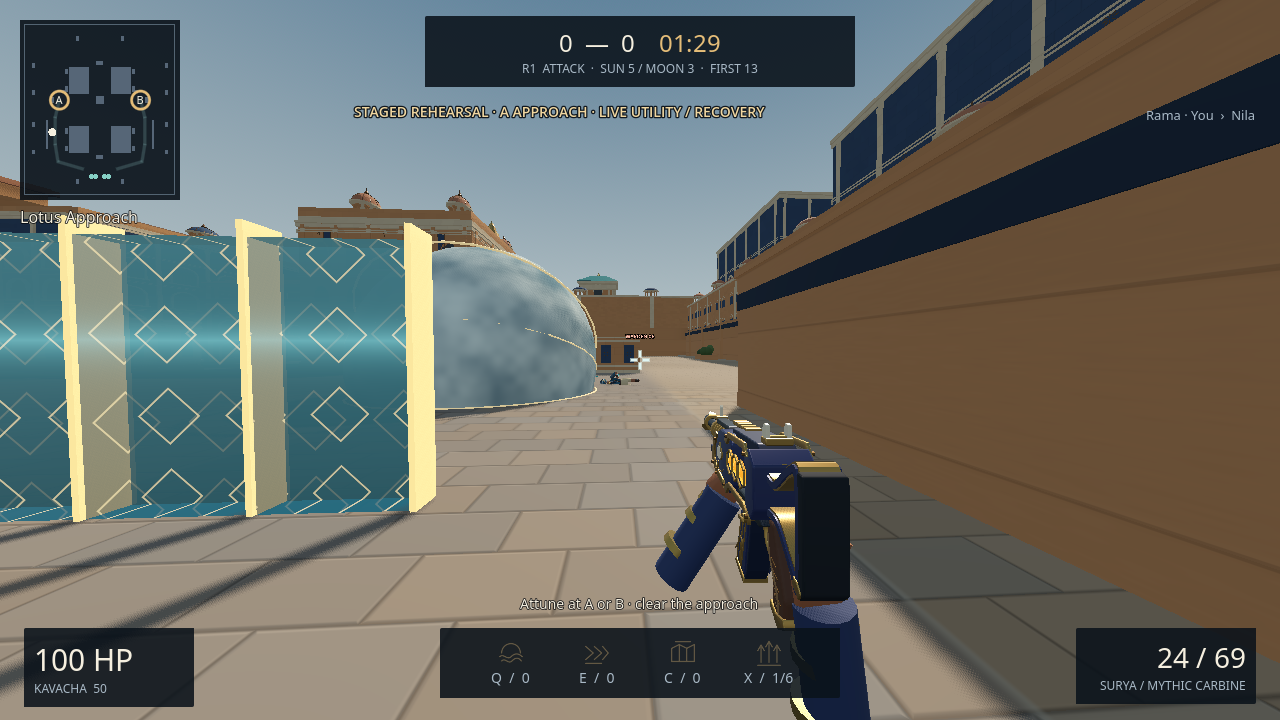 0 — 0 01:29
R1 ATTACK · SUN 5 / MOON 3 · FIRST 13
STAGED REHEARSAL · A APPROACH · LIVE UTILITY / RECOVERY
Rama · You › Nila
A
B
Lotus Approach
Attune at A or B · clear the approach
100 HP
KAVACHA 50
Q / 0
E / 0
C / 0
X / 1/6
24 / 69
SURYA / MYTHIC CARBINE